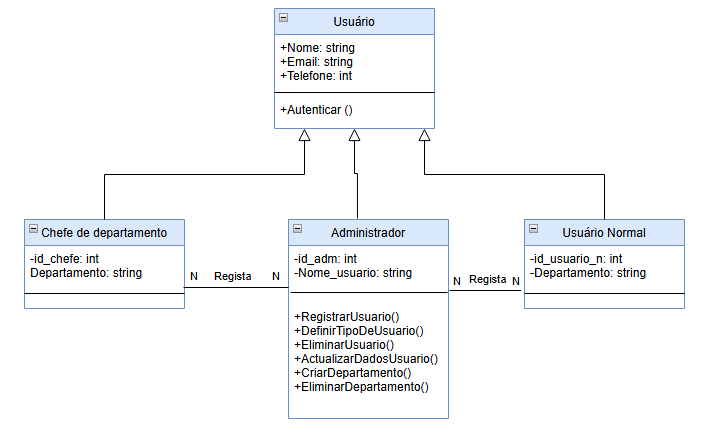 Usuário
+Nome: string
+Email: string
+Telefone: int
+Autenticar ()
Chefe de departamento
-id_chefe: int
Departamento: string
N Regista N
Administrador
-id_adm: int
-Nome_usuario: string
+RegistrarUsuario()
+DefinirTipoDeUsuario()
+EliminarUsuario()
+ActualizarDadosUsuario()
+CriarDepartamento()
+EliminarDepartamento()
N Regista N
Usuário Normal
-id_usuario_n: int
-Departamento: string